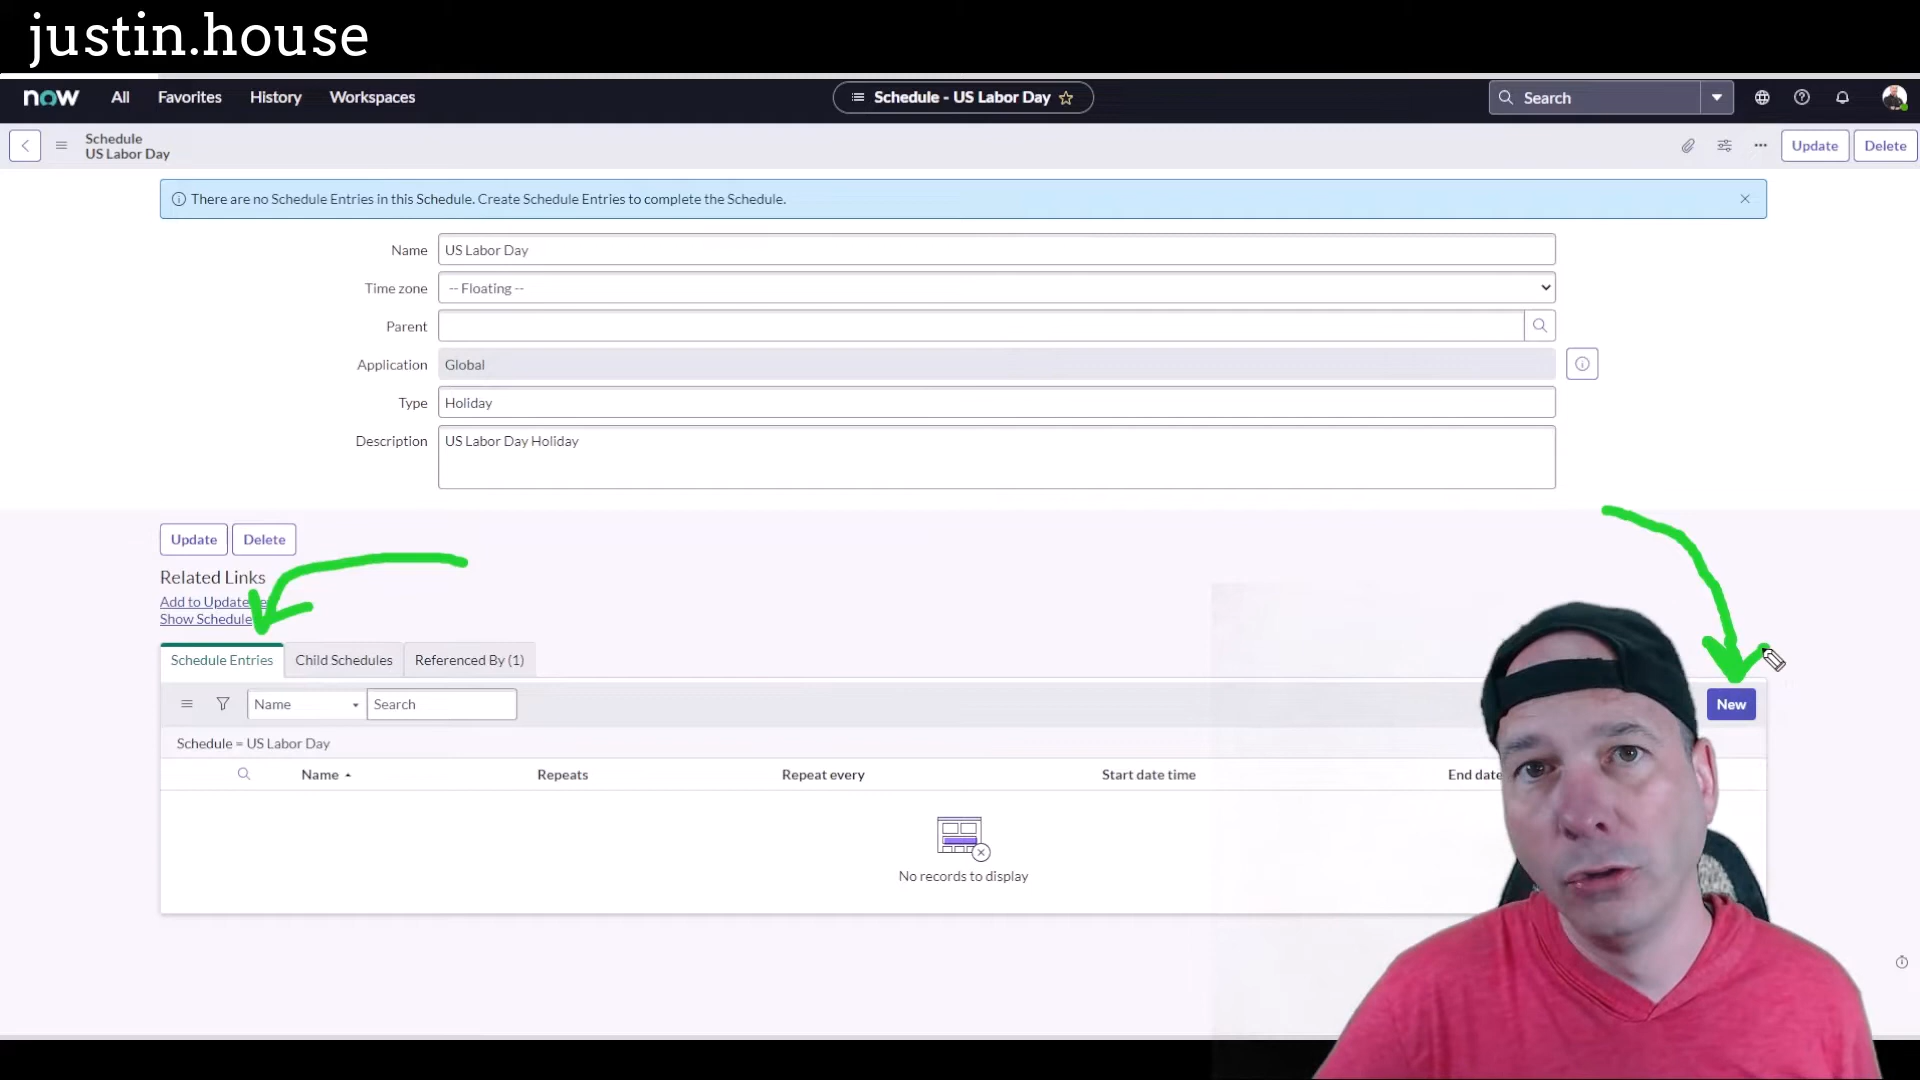 justin.house
now All Favorites History Workspaces Schedule - US Labor Day Search
Schedule
US Labor Day
Update Delete
There are no Schedule Entries in this Schedule. Create Schedule Entries to complete the Schedule.
Name US Labor Day
Time zone -- Floating --
Parent
Application Global
Type Holiday
Description US Labor Day Holiday
Update Delete
Related Links
Add to Update
Show Schedule
Schedule Entries Child Schedules Referenced By (1)
Name Search New
Schedule = US Labor Day
Name Repeats Repeat every Start date time End date
No records to display